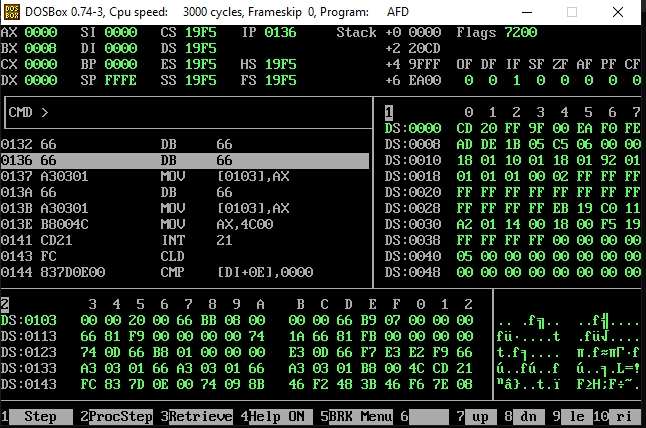 DOSBox 0.74-3, Cpu speed: 3000 cycles, Frameskip 0, Program: AFD
AX 0000 SI 0000 CS 19F5 IP 0136 Stack +0 0000 Flags 7200
BX 0008 DI 0000 DS 19F5 +2 20CD
CX 0000 BP 0000 ES 19F5 HS 19F5 +4 9FFF OF DF IF SF ZF AF PF CF
DX 0000 SP FFFE SS 19F5 FS 19F5 +6 EA00 0 0 1 0 0 0 0 0
CMD >
1 0 1 2 3 4 5 6 7
DS:0000 CD 20 FF 9F 00 EA F0 FE
DS:0008 AD DE 1B 05 C5 06 00 00
DS:0010 18 01 10 01 18 01 92 01
DS:0018 01 01 01 00 02 FF FF FF
DS:0020 FF FF FF FF FF FF FF FF
DS:0028 FF FF FF FF EB 19 C0 11
DS:0030 A2 01 14 00 18 00 F5 19
DS:0038 FF FF FF FF 00 00 00 00
DS:0040 05 00 00 00 00 00 00 00
DS:0048 00 00 00 00 00 00 00 00
0132 66 DB 66
0136 66 DB 66
0137 A30301 MOV [0103],AX
013A 66 DB 66
013B A30301 MOV [0103],AX
013E B8004C MOV AX,4C00
0141 CD21 INT 21
0143 FC CLD
0144 837D0E00 CMP [DI+0E],0000
2 3 4 5 6 7 8 9 A B C D E F 0 1 2
DS:0103 00 00 20 00 66 BB 08 00 00 00 66 B9 07 00 00 00
DS:0113 66 81 F9 00 00 00 00 74 1A 66 81 FB 00 00 00 00
DS:0123 74 0D 66 B8 01 00 00 00 E3 0D 66 F7 E3 E2 F9 66
DS:0133 A3 03 01 66 A3 03 01 66 A3 03 01 B8 00 4C CD 21
DS:0143 FC 83 7D 0E 00 74 09 8B 46 F2 48 3B 46 F6 7E 08
1 Step 2 ProcStep 3 Retrieve 4 Help ON 5 BRK Menu 6 7 up 8 dn 9 le 10 ri